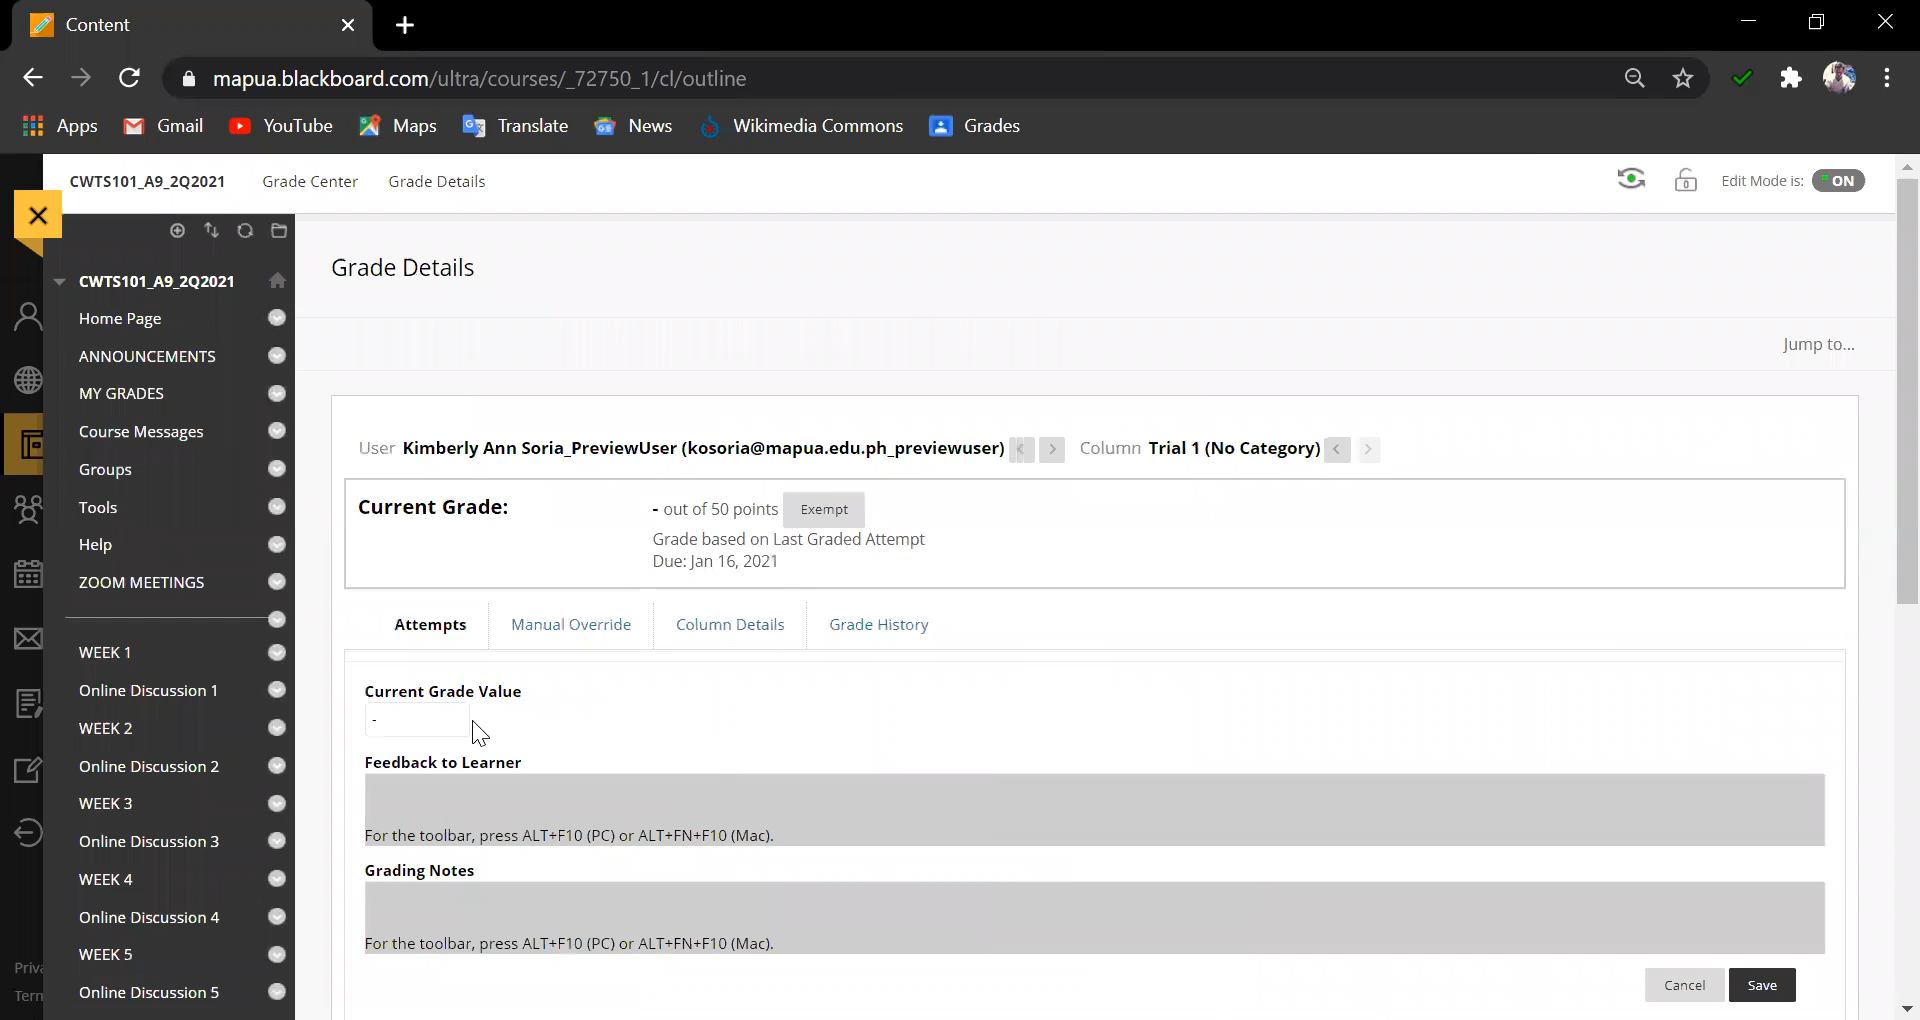 Content
mapua.blackboard.com/ultra/courses/_72750_1/cl/outline
Apps Gmail YouTube Maps Translate News Wikimedia Commons Grades
CWTS101_A9_2Q2021 Grade Center Grade Details
Edit Mode is: ON
CWTS101_A9_2Q2021
Home Page
ANNOUNCEMENTS
MY GRADES
Course Messages
Groups
Tools
Help
ZOOM MEETINGS
WEEK 1
Online Discussion 1
WEEK 2
Online Discussion 2
WEEK 3
Online Discussion 3
WEEK 4
Online Discussion 4
WEEK 5
Online Discussion 5
Priva
Term
Grade Details
Jump to...
User Kimberly Ann Soria_PreviewUser (kosoria@mapua.edu.ph_previewuser) < > Column Trial 1 (No Category) < >
Current Grade: - out of 50 points Exempt
Grade based on Last Graded Attempt
Due: Jan 16, 2021
Attempts Manual Override Column Details Grade History
Current Grade Value
-
Feedback to Learner
For the toolbar, press ALT+F10 (PC) or ALT+FN+F10 (Mac).
Grading Notes
For the toolbar, press ALT+F10 (PC) or ALT+FN+F10 (Mac).
Cancel Save